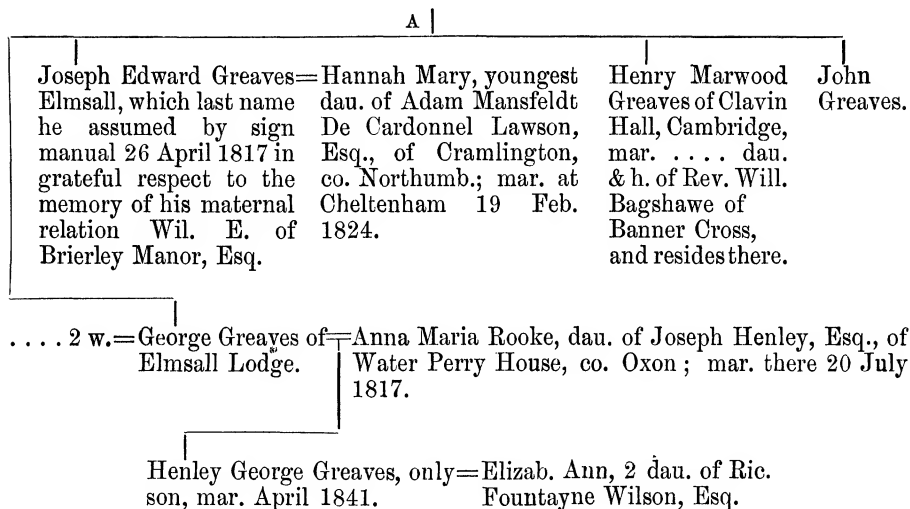 A
Joseph Edward Greaves=
Elmsall, which last name
he assumed by sign
manual 26 April 1817 in
grateful respect to the
memory of his maternal
relation Wil. E. of
Brierley Manor, Esq.
Hannah Mary, youngest
dau. of Adam Mansfeldt
De Cardonnel Lawson,
Esq., of Cramlington,
co. Northumb.; mar. at
Cheltenham 19 Feb.
1824.
Henry Marwood
Greaves of Clavin
Hall, Cambridge,
mar. . . . . dau.
& h. of Rev. Will.
Bagshawe of
Banner Cross,
and resides there.
John
Greaves.
. . . . 2 w.=George Greaves of=
Elmsall Lodge.
Anna Maria Rooke, dau. of Joseph Henley, Esq., of
Water Perry House, co. Oxon ; mar. there 20 July
1817.
Henley George Greaves, only=
son, mar. April 1841.
Elizab. Ann, 2 dau. of Ric.
Fountayne Wilson, Esq.